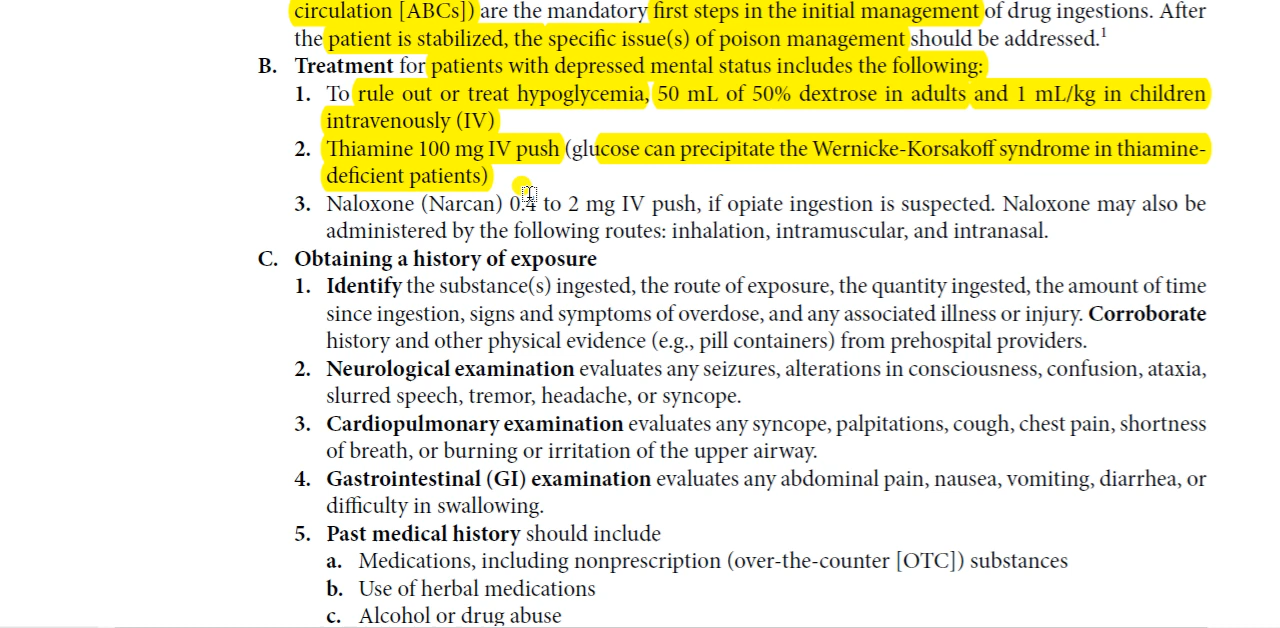 circulation [ABCs]) are the mandatory first steps in the initial management of drug ingestions. After
the patient is stabilized, the specific issue(s) of poison management should be addressed.1
B. Treatment for patients with depressed mental status includes the following:
1. To rule out or treat hypoglycemia, 50 mL of 50% dextrose in adults and 1 mL/kg in children
intravenously (IV)
2. Thiamine 100 mg IV push (glucose can precipitate the Wernicke-Korsakoff syndrome in thiamine-
deficient patients)
3. Naloxone (Narcan) 0.4 to 2 mg IV push, if opiate ingestion is suspected. Naloxone may also be
administered by the following routes: inhalation, intramuscular, and intranasal.
C. Obtaining a history of exposure
1. Identify the substance(s) ingested, the route of exposure, the quantity ingested, the amount of time
since ingestion, signs and symptoms of overdose, and any associated illness or injury. Corroborate
history and other physical evidence (e.g., pill containers) from prehospital providers.
2. Neurological examination evaluates any seizures, alterations in consciousness, confusion, ataxia,
slurred speech, tremor, headache, or syncope.
3. Cardiopulmonary examination evaluates any syncope, palpitations, cough, chest pain, shortness
of breath, or burning or irritation of the upper airway.
4. Gastrointestinal (GI) examination evaluates any abdominal pain, nausea, vomiting, diarrhea, or
difficulty in swallowing.
5. Past medical history should include
a. Medications, including nonprescription (over-the-counter [OTC]) substances
b. Use of herbal medications
c. Alcohol or drug abuse